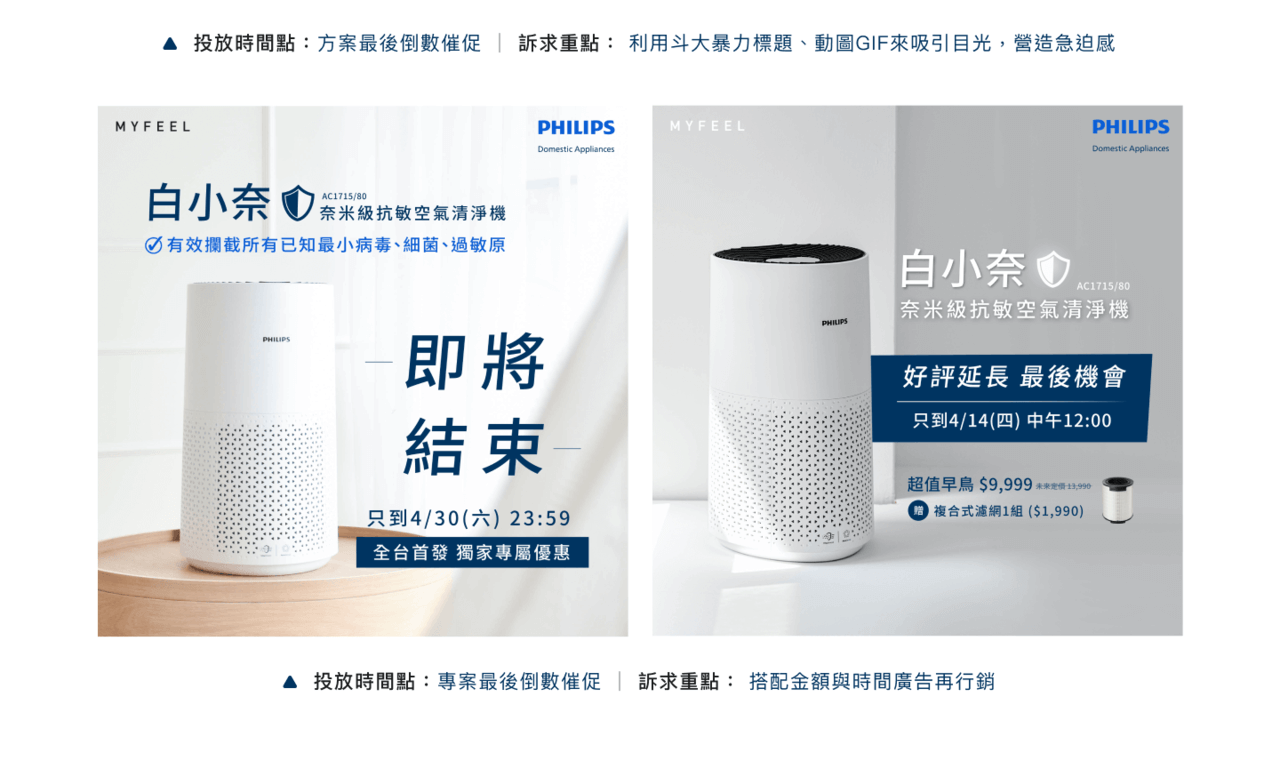 ▲ 投放時間點：方案最後倒數催促 ｜ 訴求重點： 利用斗大暴力標題、動圖GIF來吸引目光，營造急迫感
MYFEEL
PHILIPS
Domestic Appliances
白小奈
AC1715/80
奈米級抗敏空氣清淨機
有效攔截所有已知最小病毒、細菌、過敏原
PHILIPS
即將
結束
只到4/30(六) 23:59
全台首發 獨家專屬優惠
MYFEEL
PHILIPS
Domestic Appliances
白小奈
AC1715/80
奈米級抗敏空氣清淨機
PHILIPS
好評延長 最後機會
只到4/14(四) 中午12:00
超值早鳥 $9,999 未來定價 13,990
贈 複合式濾網1組 ($1,990)
▲ 投放時間點：專案最後倒數催促 ｜ 訴求重點： 搭配金額與時間廣告再行銷